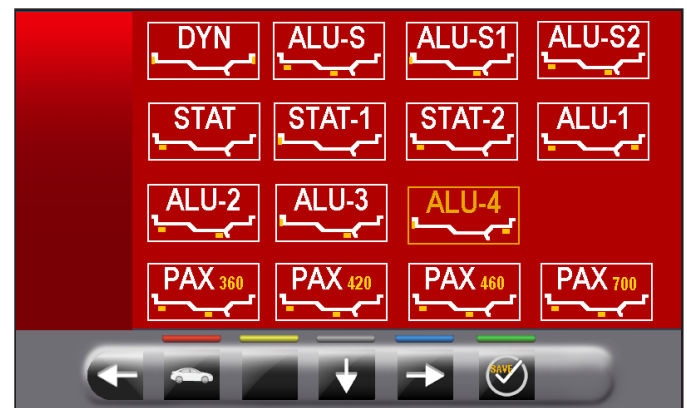 DYN ALU-S ALU-S1 ALU-S2
STAT STAT-1 STAT-2 ALU-1
ALU-2 ALU-3 ALU-4
PAX 360 PAX 420 PAX 460 PAX 700
SAVE